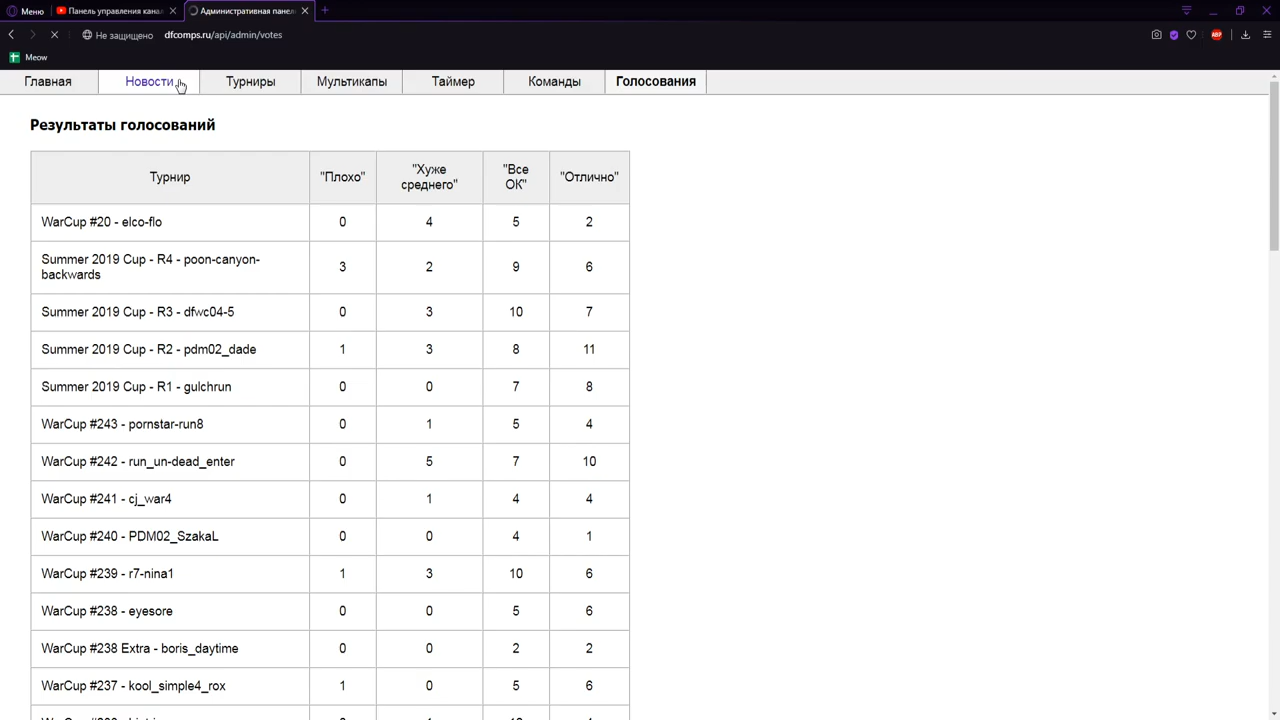 Меню
Панель управления кана
Административная панел
Не защищено
dfcomps.ru/api/admin/votes
ABP
Meow
Главная
Новости
Турниры
Мультикапы
Таймер
Команды
Голосования
Результаты голосований
Турнир
"Плохо"
"Хуже
среднего"
"Все
ОК"
"Отлично"
WarCup #20 - elco-flo 0 4 5 2
Summer 2019 Cup - R4 - poon-canyon-
backwards 3 2 9 6
Summer 2019 Cup - R3 - dfwc04-5 0 3 10 7
Summer 2019 Cup - R2 - pdm02_dade 1 3 8 11
Summer 2019 Cup - R1 - gulchrun 0 0 7 8
WarCup #243 - pornstar-run8 0 1 5 4
WarCup #242 - run_un-dead_enter 0 5 7 10
WarCup #241 - cj_war4 0 1 4 4
WarCup #240 - PDM02_SzakaL 0 0 4 1
WarCup #239 - r7-nina1 1 3 10 6
WarCup #238 - eyesore 0 0 5 6
WarCup #238 Extra - boris_daytime 0 0 2 2
WarCup #237 - kool_simple4_rox 1 0 5 6